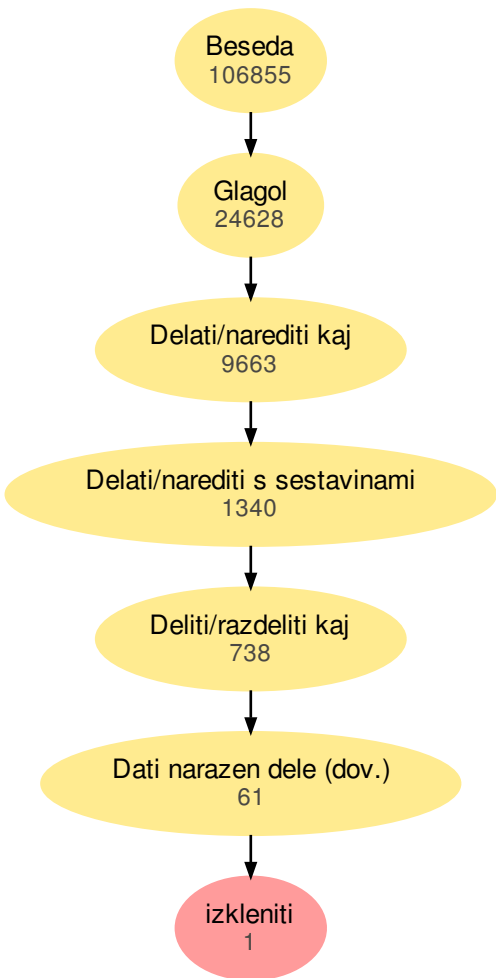 Beseda
106855
Glagol
24628
Delati/narediti kaj
9663
Delati/narediti s sestavinami
1340
Deliti/razdeliti kaj
738
Dati narazen dele (dov.)
61
izkleniti
1